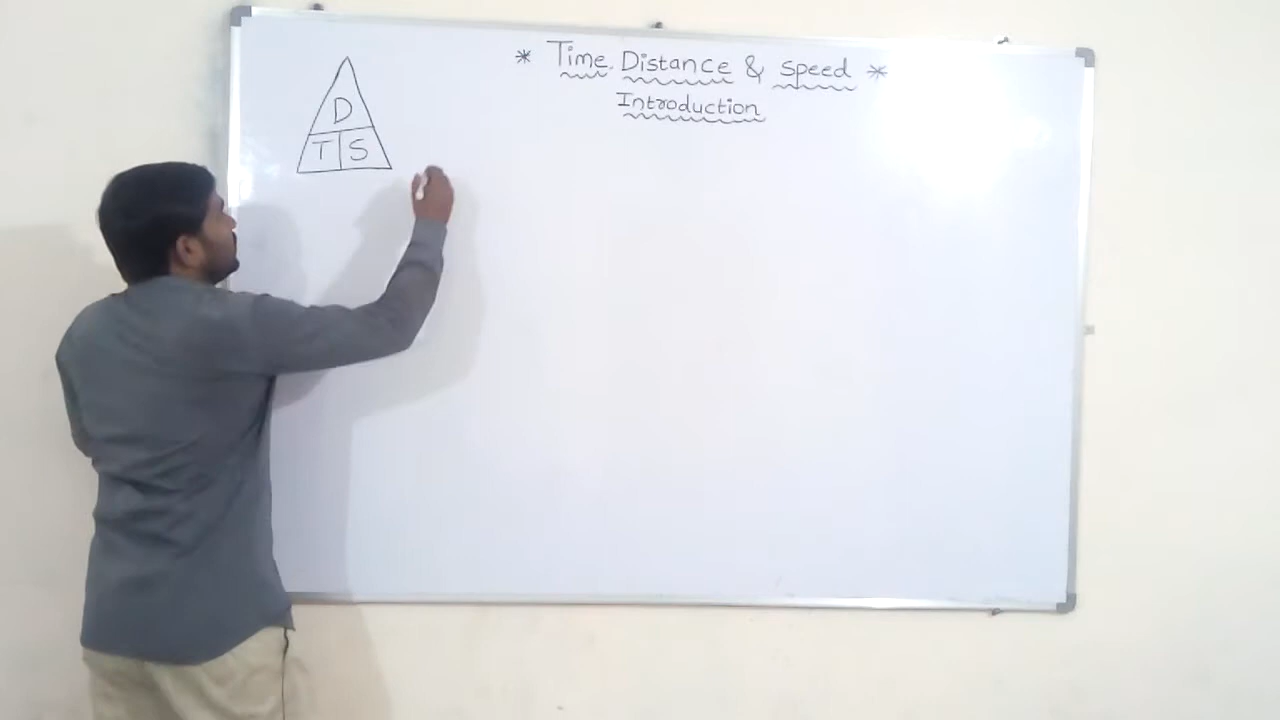 * Time. Distance & speed *
Introduction
D
T S